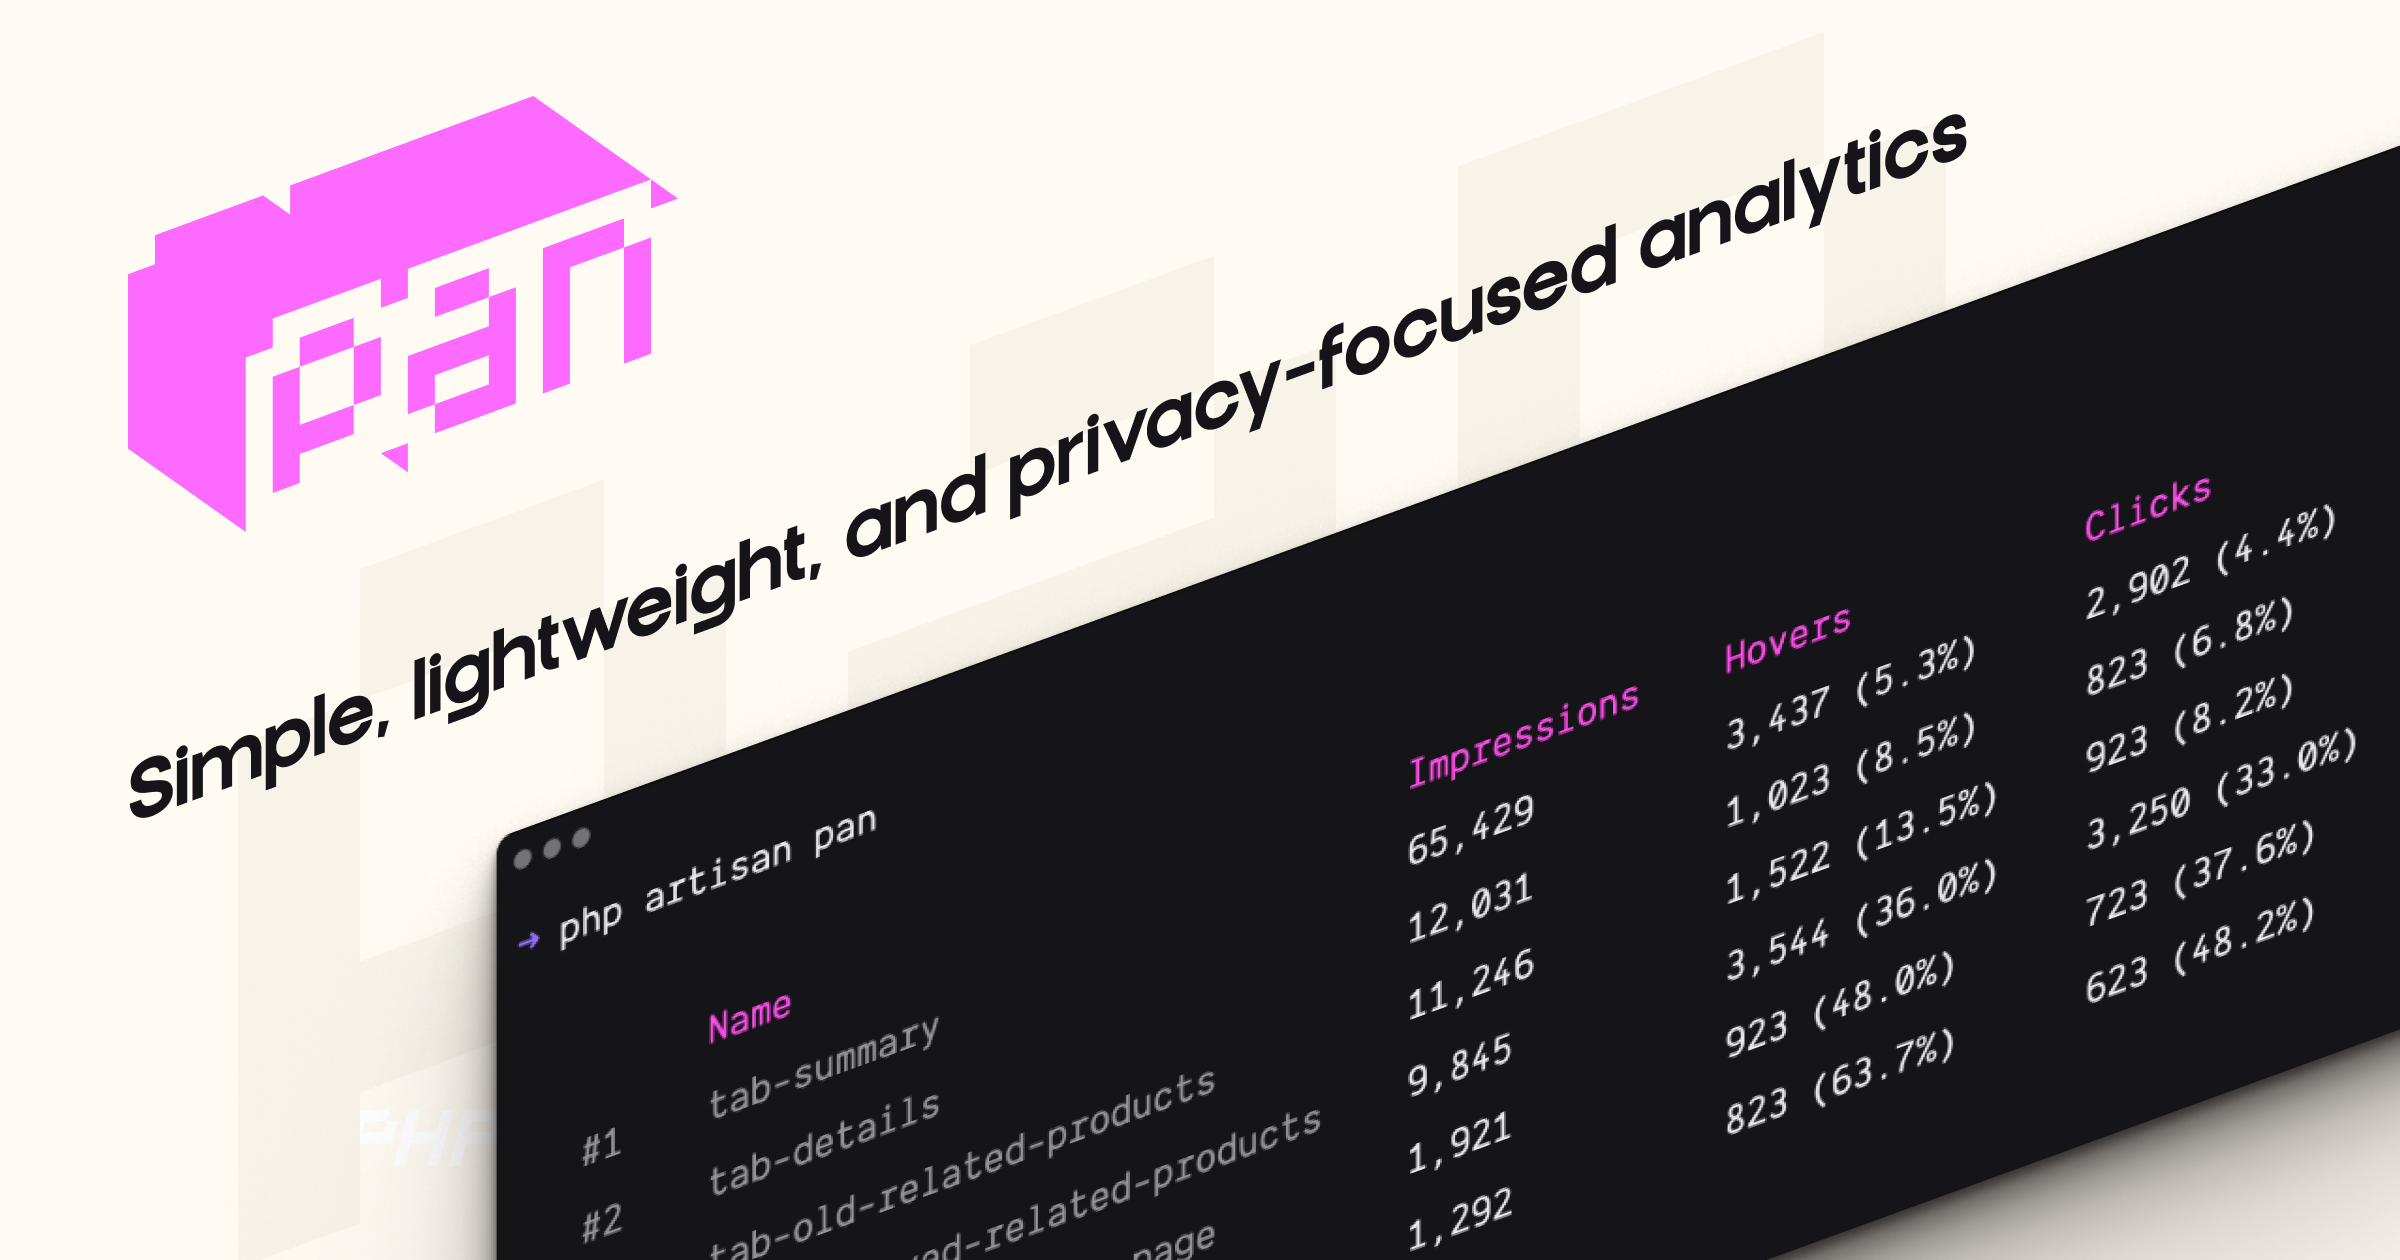 pan
Simple, lightweight, and privacy-focused analytics
→ php artisan pan
Name Impressions Hovers Clicks
#1 tab-summary 65,429 3,437 (5.3%) 2,902 (4.4%)
#2 tab-details 12,031 1,023 (8.5%) 823 (6.8%)
tab-old-related-products 11,246 1,522 (13.5%) 923 (8.2%)
related-products 9,845 3,544 (36.0%) 3,250 (33.0%)
page 1,921 923 (48.0%) 723 (37.6%)
1,292 823 (63.7%) 623 (48.2%)
PHP